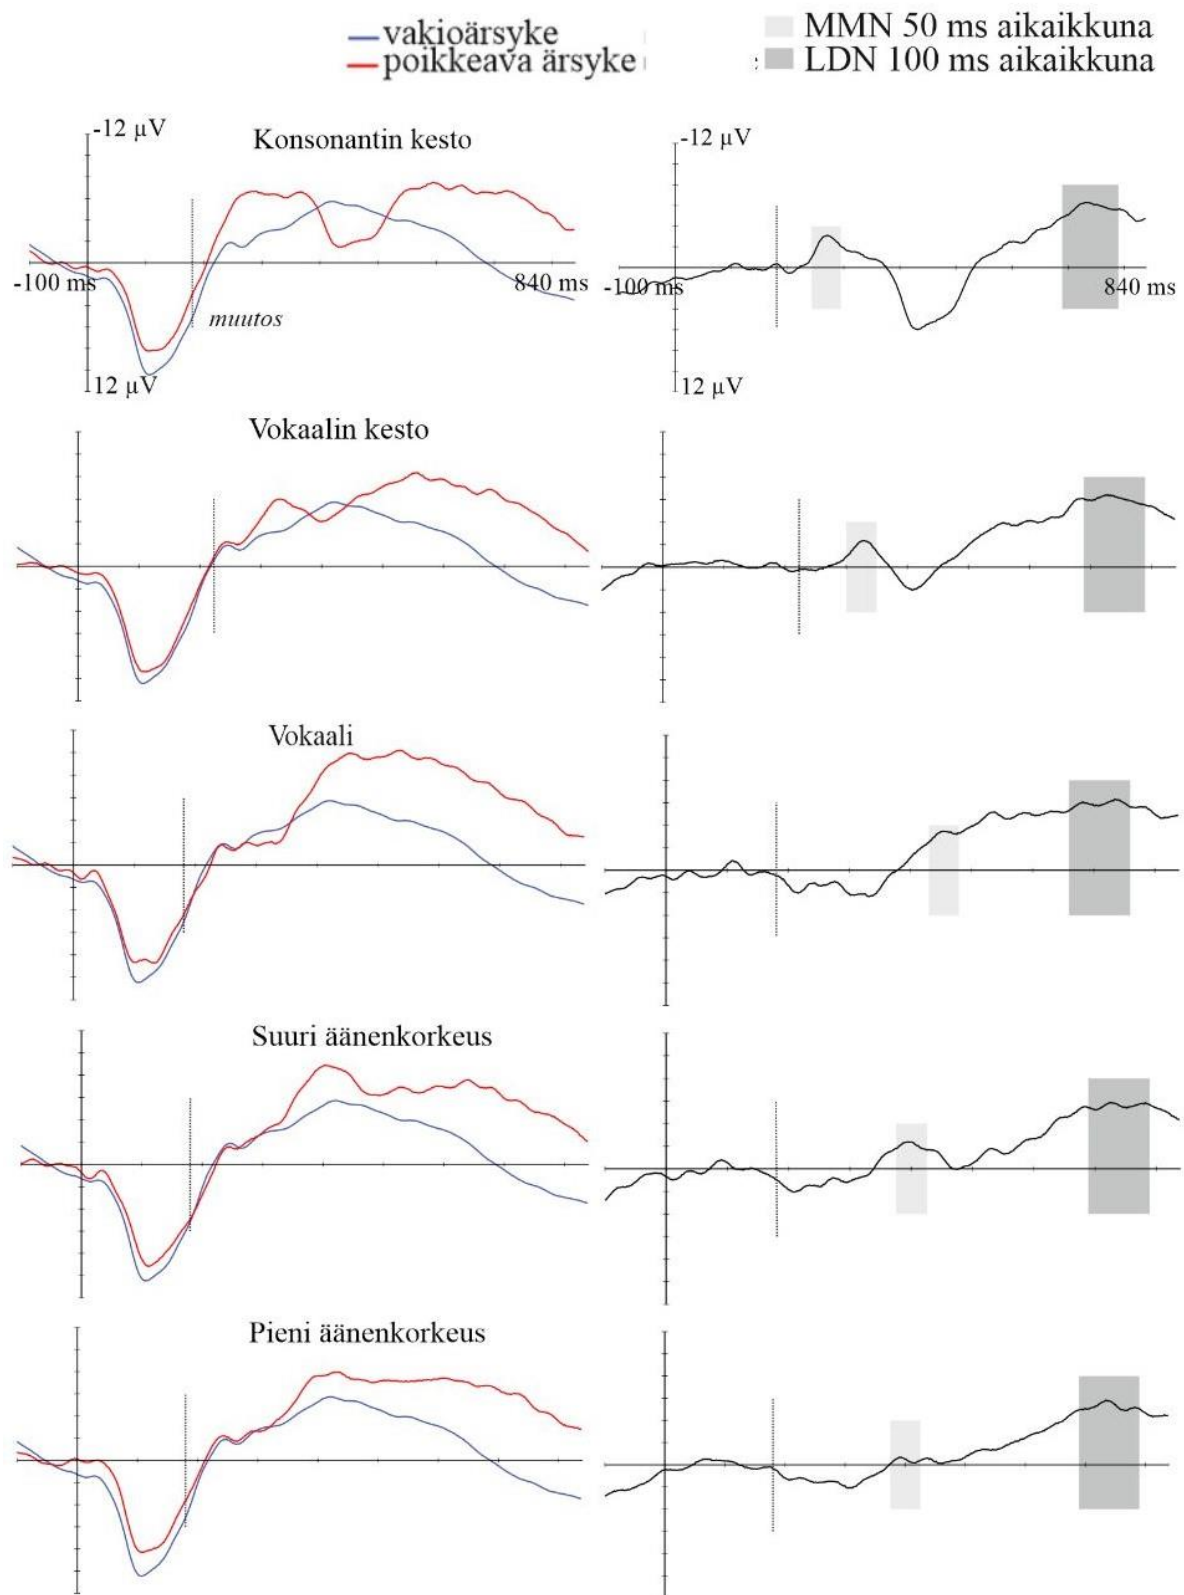 vakioärsyke
poikkeava ärsyke
MMN 50 ms aikaikkuna
LDN 100 ms aikaikkuna
-12 µV
Konsonantin kesto
-100 ms
840 ms
muutos
12 µV
-12 µV
-100 ms
840 ms
12 µV
Vokaalin kesto
Vokaali
Suuri äänenkorkeus
Pieni äänenkorkeus